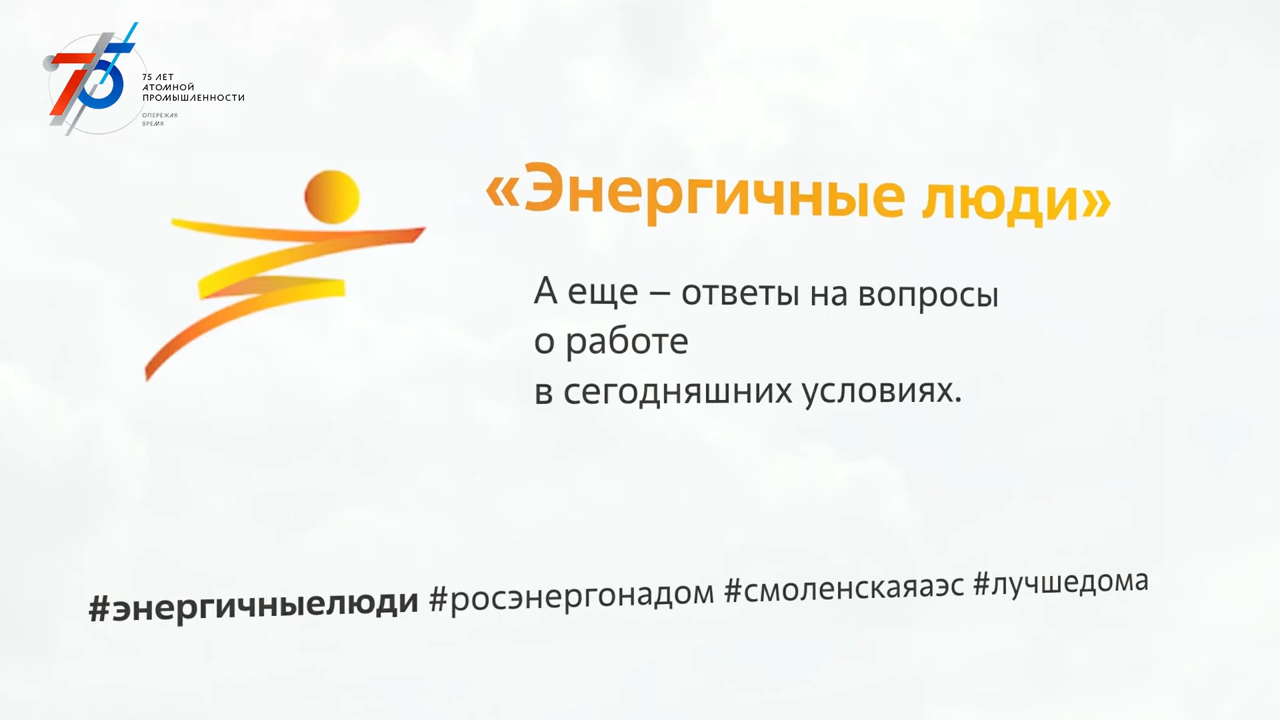 75
75 ЛЕТ
АТОМНОЙ
ПРОМЫШЛЕННОСТИ
ОПЕРЕЖАЯ
ВРЕМЯ
«Энергичные люди»
А еще – ответы на вопросы
о работе
в сегодняшних условиях.
#энергичныелюди #росэнергонадом #смоленскаяаэс #лучшедома